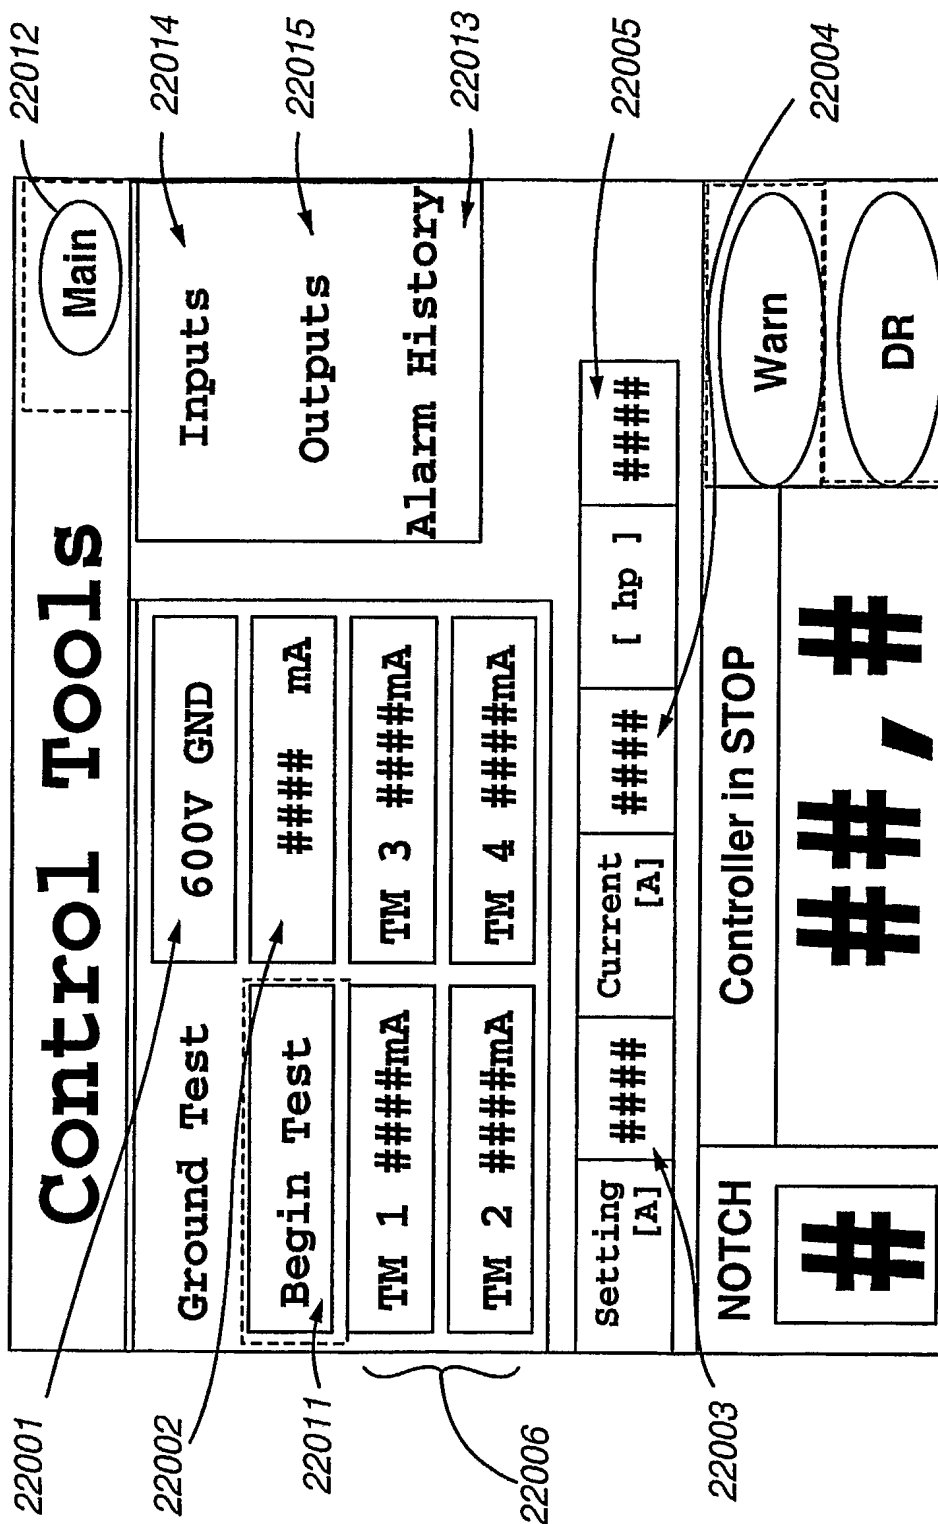 22012
22014
22015
22013
22005
22004
Control Tools
Main
Ground Test
600V GND
Inputs
Begin Test
#### mA
Outputs
TM 1 ####mA
TM 3 ####mA
Alarm History
TM 2 ####mA
TM 4 ####mA
Setting [A]
####
Current [A]
####
[ hp ]
####
NOTCH
Controller in STOP
Warn
#
##,#
DR
22001
22002
22011
22006
22003